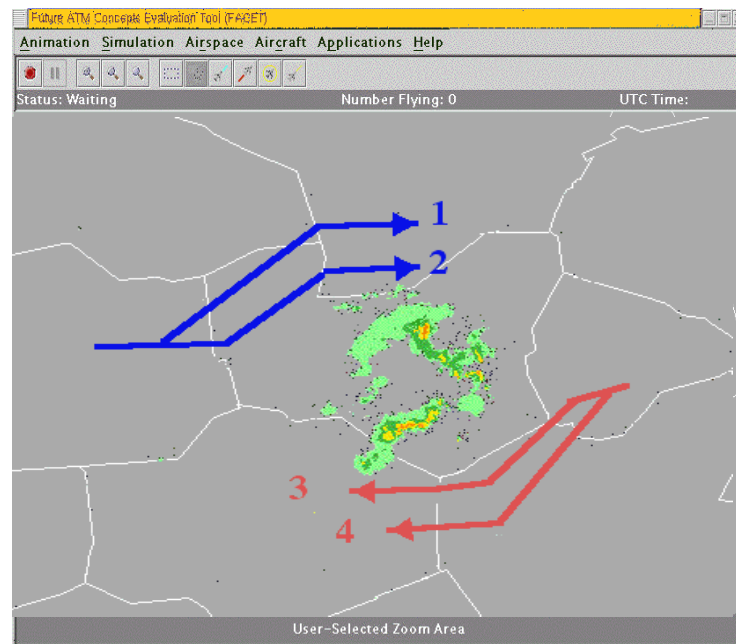 Future ATM Concepts Evaluation Tool (FACET)
Animation Simulation Airspace Aircraft Applications Help
Status: Waiting Number Flying: 0 UTC Time:
1
2
3
4
User-Selected Zoom Area